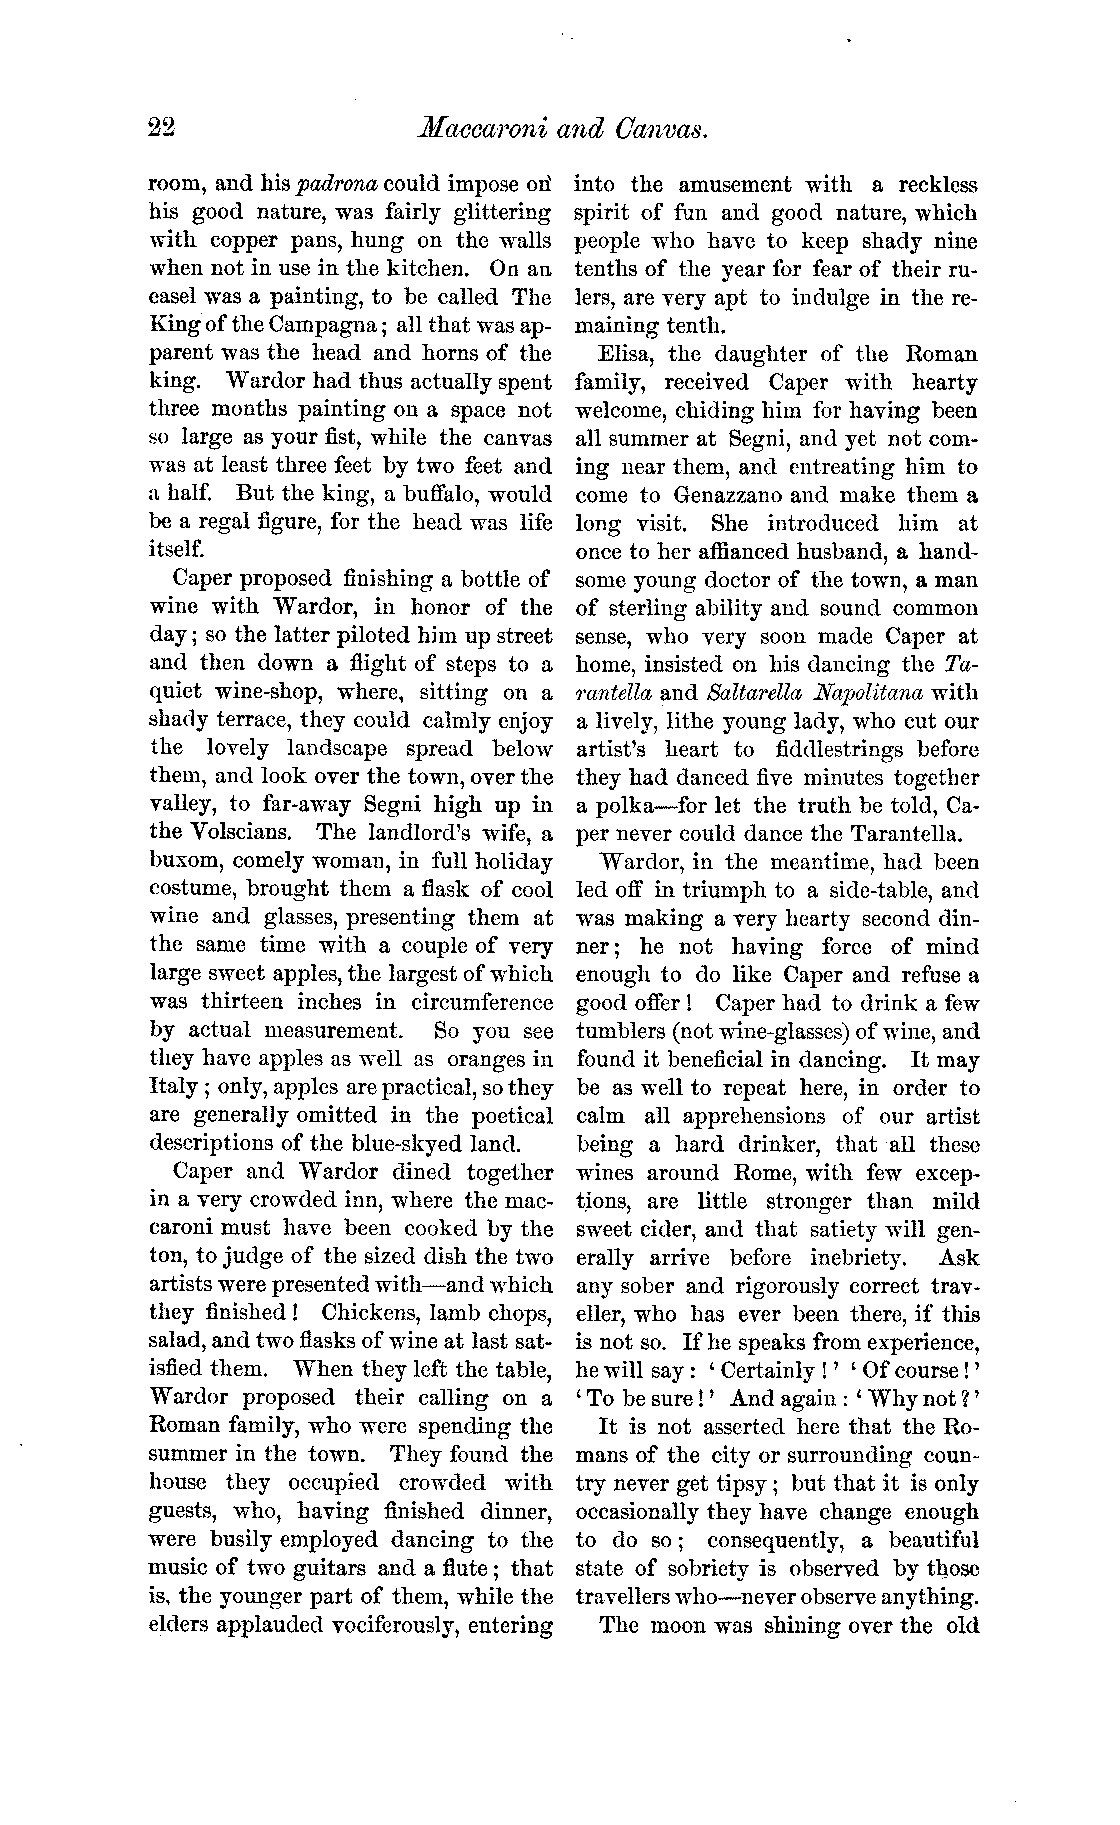 22 Maccaroni and Canvas.
room, and his padrona could impose on
his good nature, was fairly glittering
with copper pans, hung on the walls
when not in use in the kitchen. On an
easel was a painting, to be called The
King of the Campagna; all that was ap-
parent was the head and horns of the
king. Wardor had thus actually spent
three months painting on a space not
so large as your fist, while the canvas
was at least three feet by two feet and
a half. But the king, a buffalo, would
be a regal figure, for the head was life
itself.
Caper proposed finishing a bottle of
wine with Wardor, in honor of the
day; so the latter piloted him up street
and then down a flight of steps to a
quiet wine-shop, where, sitting on a
shady terrace, they could calmly enjoy
the lovely landscape spread below
them, and look over the town, over the
valley, to far-away Segni high up in
the Volscians. The landlord's wife, a
buxom, comely woman, in full holiday
costume, brought them a flask of cool
wine and glasses, presenting them at
the same time with a couple of very
large sweet apples, the largest of which
was thirteen inches in circumference
by actual measurement. So you see
they have apples as well as oranges in
Italy; only, apples are practical, so they
are generally omitted in the poetical
descriptions of the blue-skyed land.
Caper and Wardor dined together
in a very crowded inn, where the mac-
caroni must have been cooked by the
ton, to judge of the sized dish the two
artists were presented with—and which
they finished! Chickens, lamb chops,
salad, and two flasks of wine at last sat-
isfied them. When they left the table,
Wardor proposed their calling on a
Roman family, who were spending the
summer in the town. They found the
house they occupied crowded with
guests, who, having finished dinner,
were busily employed dancing to the
music of two guitars and a flute; that
is, the younger part of them, while the
elders applauded vociferously, entering
into the amusement with a reckless
spirit of fun and good nature, which
people who have to keep shady nine
tenths of the year for fear of their ru-
lers, are very apt to indulge in the re-
maining tenth.
Elisa, the daughter of the Roman
family, received Caper with hearty
welcome, chiding him for having been
all summer at Segni, and yet not com-
ing near them, and entreating him to
come to Genazzano and make them a
long visit. She introduced him at
once to her affianced husband, a hand-
some young doctor of the town, a man
of sterling ability and sound common
sense, who very soon made Caper at
home, insisted on his dancing the Ta-
rantella and Saltarella Napolitana with
a lively, lithe young lady, who cut our
artist's heart to fiddlestrings before
they had danced five minutes together
a polka—for let the truth be told, Ca-
per never could dance the Tarantella.
Wardor, in the meantime, had been
led off in triumph to a side-table, and
was making a very hearty second din-
ner; he not having force of mind
enough to do like Caper and refuse a
good offer! Caper had to drink a few
tumblers (not wine-glasses) of wine, and
found it beneficial in dancing. It may
be as well to repeat here, in order to
calm all apprehensions of our artist
being a hard drinker, that all these
wines around Rome, with few excep-
tions, are little stronger than mild
sweet cider, and that satiety will gen-
erally arrive before inebriety. Ask
any sober and rigorously correct trav-
eller, who has ever been there, if this
is not so. If he speaks from experience,
he will say: 'Certainly!' 'Of course!'
'To be sure!' And again: 'Why not?'
It is not asserted here that the Ro-
mans of the city or surrounding coun-
try never get tipsy; but that it is only
occasionally they have change enough
to do so; consequently, a beautiful
state of sobriety is observed by those
travellers who—never observe anything.
The moon was shining over the old